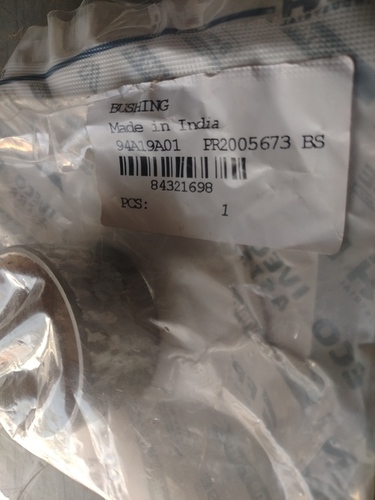 BUSHING
Made in India
94A19A01 PR2005673 BS
84321698
PCS: 1